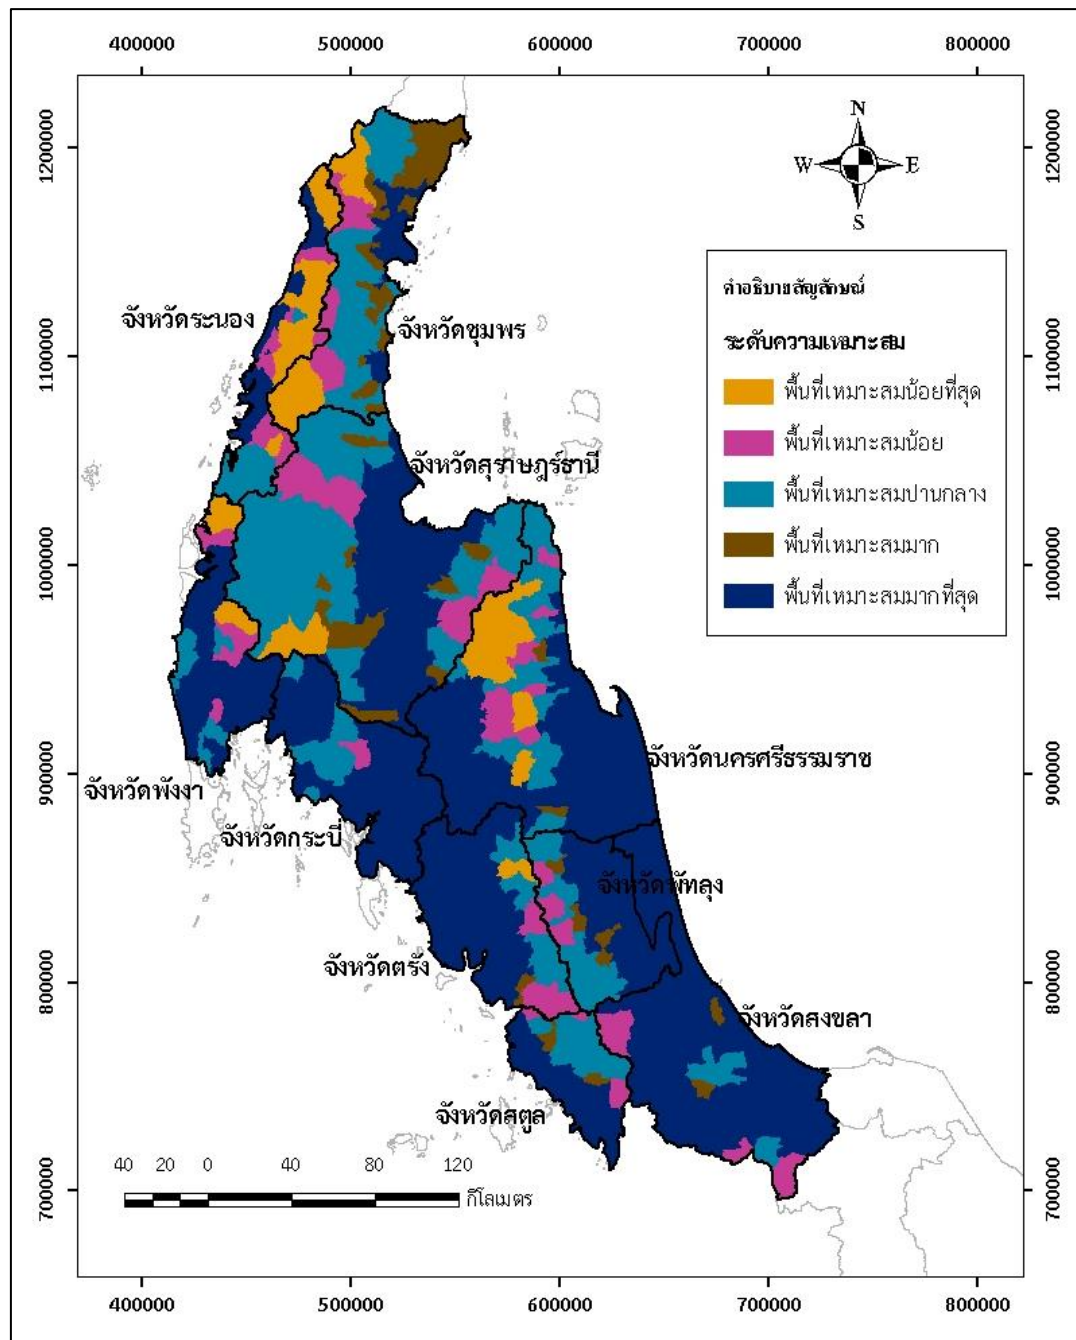 400000 500000 600000 700000 800000
1200000
1100000
1000000
900000
800000
700000
N
W E
S
คำอธิบายสัญลักษณ์
ระดับความเหมาะสม
พื้นที่เหมาะสมน้อยที่สุด
พื้นที่เหมาะสมน้อย
พื้นที่เหมาะสมปานกลาง
พื้นที่เหมาะสมมาก
พื้นที่เหมาะสมมากที่สุด
จังหวัดระนอง
จังหวัดชุมพร
จังหวัดสุราษฎร์ธานี
จังหวัดนครศรีธรรมราช
จังหวัดพังงา
จังหวัดกระบี่
จังหวัดพัทลุง
จังหวัดตรัง
จังหวัดสงขลา
จังหวัดสตูล
40 20 0 40 80 120
กิโลเมตร
1200000
1100000
1000000
900000
800000
700000
400000 500000 600000 700000 800000